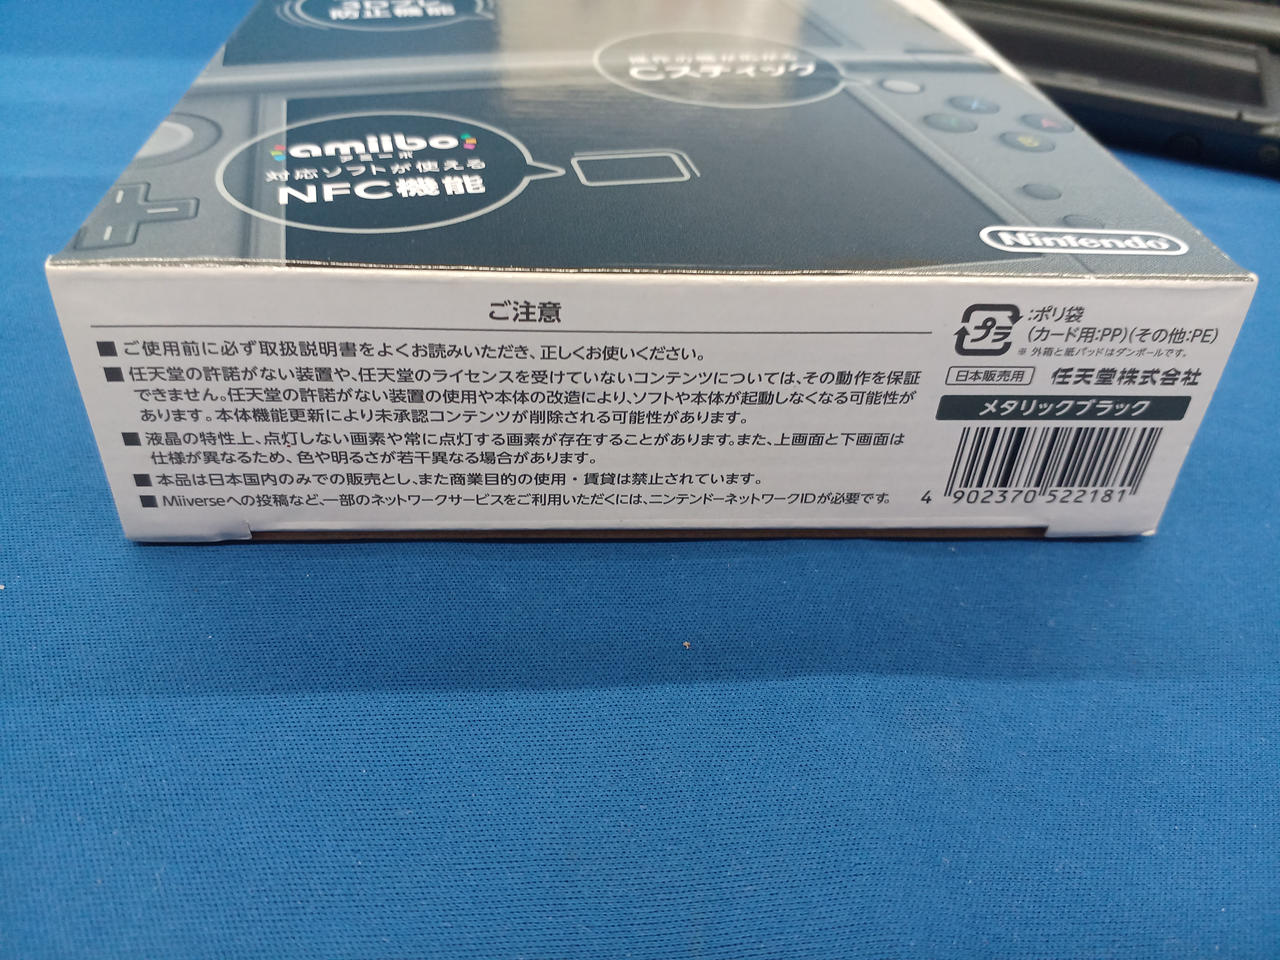 防止機能
Cスティック
amiibo
アミーボ
対応ソフトが使える
NFC機能
Nintendo
ご注意
■ ご使用前に必ず取扱説明書をよくお読みいただき、正しくお使いください。
■ 任天堂の許諾がない装置や、任天堂のライセンスを受けていないコンテンツについては、その動作を保証
できません。任天堂の許諾がない装置の使用や本体の改造により、ソフトや本体が起動しなくなる可能性が
あります。本体機能更新により未承認コンテンツが削除される可能性があります。
■ 液晶の特性上、点灯しない画素や常に点灯する画素が存在することがあります。また、上画面と下画面は
仕様が異なるため、色や明るさが若干異なる場合があります。
■ 本品は日本国内のみでの販売とし、また商業目的の使用・賃貸は禁止されています。
■ Miiverseへの投稿など、一部のネットワークサービスをご利用いただくには、ニンテンドーネットワークIDが必要です。
プラ :ポリ袋
(カード用:PP)(その他:PE)
※ 外箱と紙パッドはダンボールです。
日本販売用 任天堂株式会社
メタリックブラック
4 902370 522181